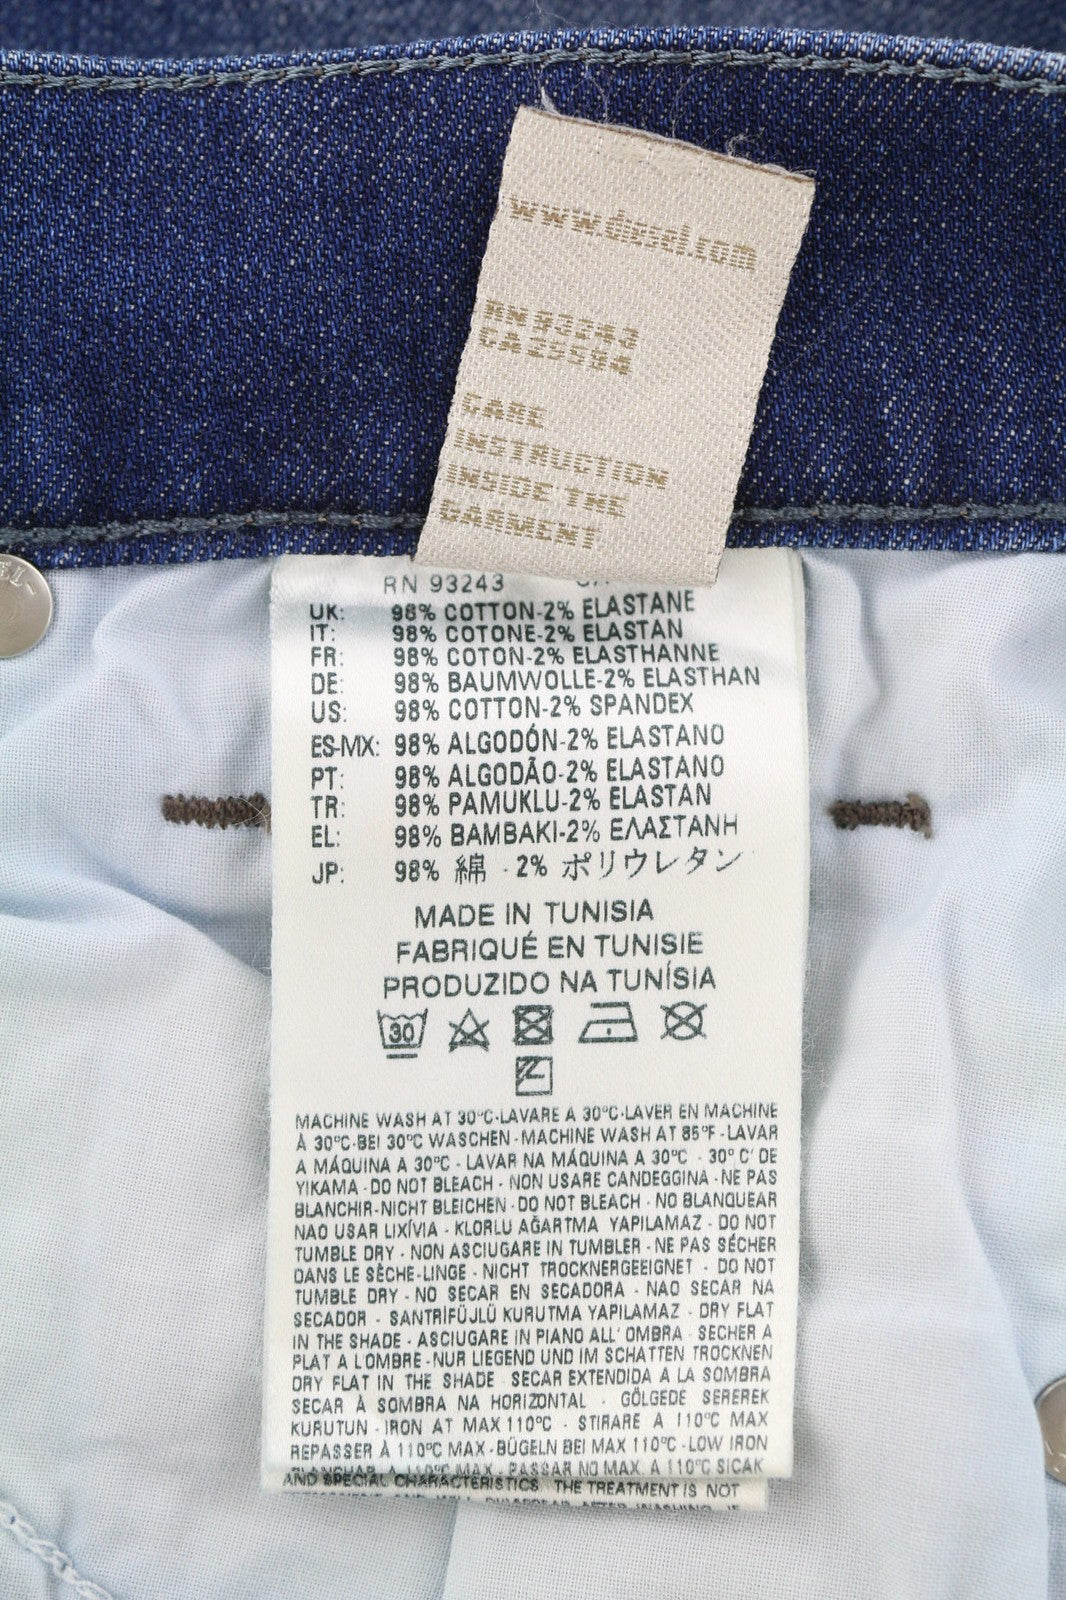 www.diesel.com
RN 93243
CA 25594
CARE
INSTRUCTION
INSIDE THE
GARMENT
RN 93243
UK: 98% COTTON-2% ELASTANE
IT: 98% COTONE-2% ELASTAN
FR: 98% COTON-2% ELASTHANNE
DE: 98% BAUMWOLLE-2% ELASTHAN
US: 98% COTTON-2% SPANDEX
ES-MX: 98% ALGODÓN-2% ELASTANO
PT: 98% ALGODÃO-2% ELASTANO
TR: 98% PAMUKLU-2% ELASTAN
EL: 98% BAMBAKI-2% ΕΛΑΣΤΑΝΗ
JP: 98% 綿 - 2% ポリウレタン
MADE IN TUNISIA
FABRIQUÉ EN TUNISIE
PRODUZIDO NA TUNÍSIA
30
MACHINE WASH AT 30°C-LAVARE A 30°C-LAVER EN MACHINE
À 30°C-BEI 30°C WASCHEN - MACHINE WASH AT 85°F - LAVAR
A MÁQUINA A 30°C - LAVAR NA MÁQUINA A 30°C - 30° C' DE
YIKAMA - DO NOT BLEACH - NON USARE CANDEGGINA - NE PAS
BLANCHIR-NICHT BLEICHEN - DO NOT BLEACH - NO BLANQUEAR
NAO USAR LIXÍVIA - KLORLU AĞARTMA YAPILAMAZ - DO NOT
TUMBLE DRY - NON ASCIUGARE IN TUMBLER - NE PAS SÉCHER
DANS LE SÈCHE-LINGE - NICHT TROCKNERGEEIGNET - DO NOT
TUMBLE DRY - NO SECAR EN SECADORA - NAO SECAR NA
SECADOR - SANTRİFÜJLÜ KURUTMA YAPILAMAZ - DRY FLAT
IN THE SHADE - ASCIUGARE IN PIANO ALL' OMBRA - SECHER A
PLAT A LOMBRE -NUR LIEGEND UND IM SCHATTEN TROCKNEN
DRY FLAT IN THE SHADE SECAR EXTENDIDA A LA SOMBRA
SECAR À SOMBRA NA HORIZONTAL - GÖLGEDE SEREREK
KURUTUN - IRON AT MAX 110°C - STIRARE A 110°C MAX
REPASSER À 110°C MAX - BÜGELN BEI MAX 110°C - LOW IRON
PLANCHAR A 110°C MAX - PASSAR NO MAX. A 110°C SICAK
AND SPECIAL CHARACTERISTICS THE TREATMENT IS NOT